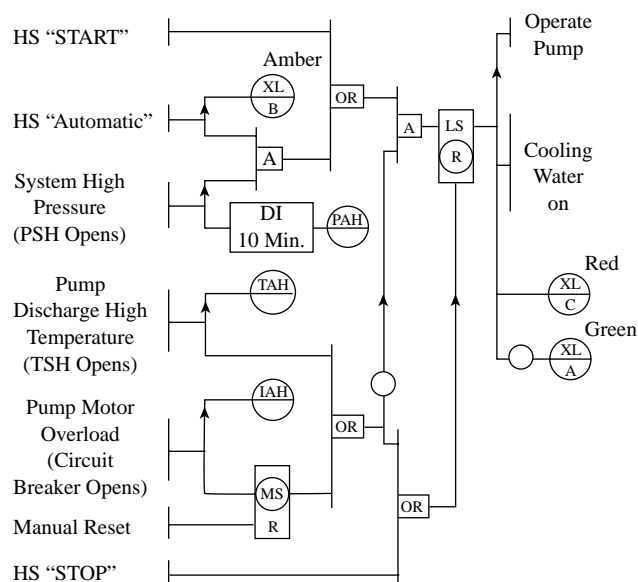 HS “START”
Amber
XL
B
HS “Automatic”
OR
A
LS
R
A
System High
Pressure
(PSH Opens)
DI
10 Min.
PAH
Operate
Pump
Cooling
Water
on
Pump
Discharge High
Temperature
(TSH Opens)
TAH
Red
XL
C
Green
XL
A
Pump Motor
Overload
(Circuit
Breaker Opens)
IAH
OR
MS
R
OR
Manual Reset
HS “STOP”